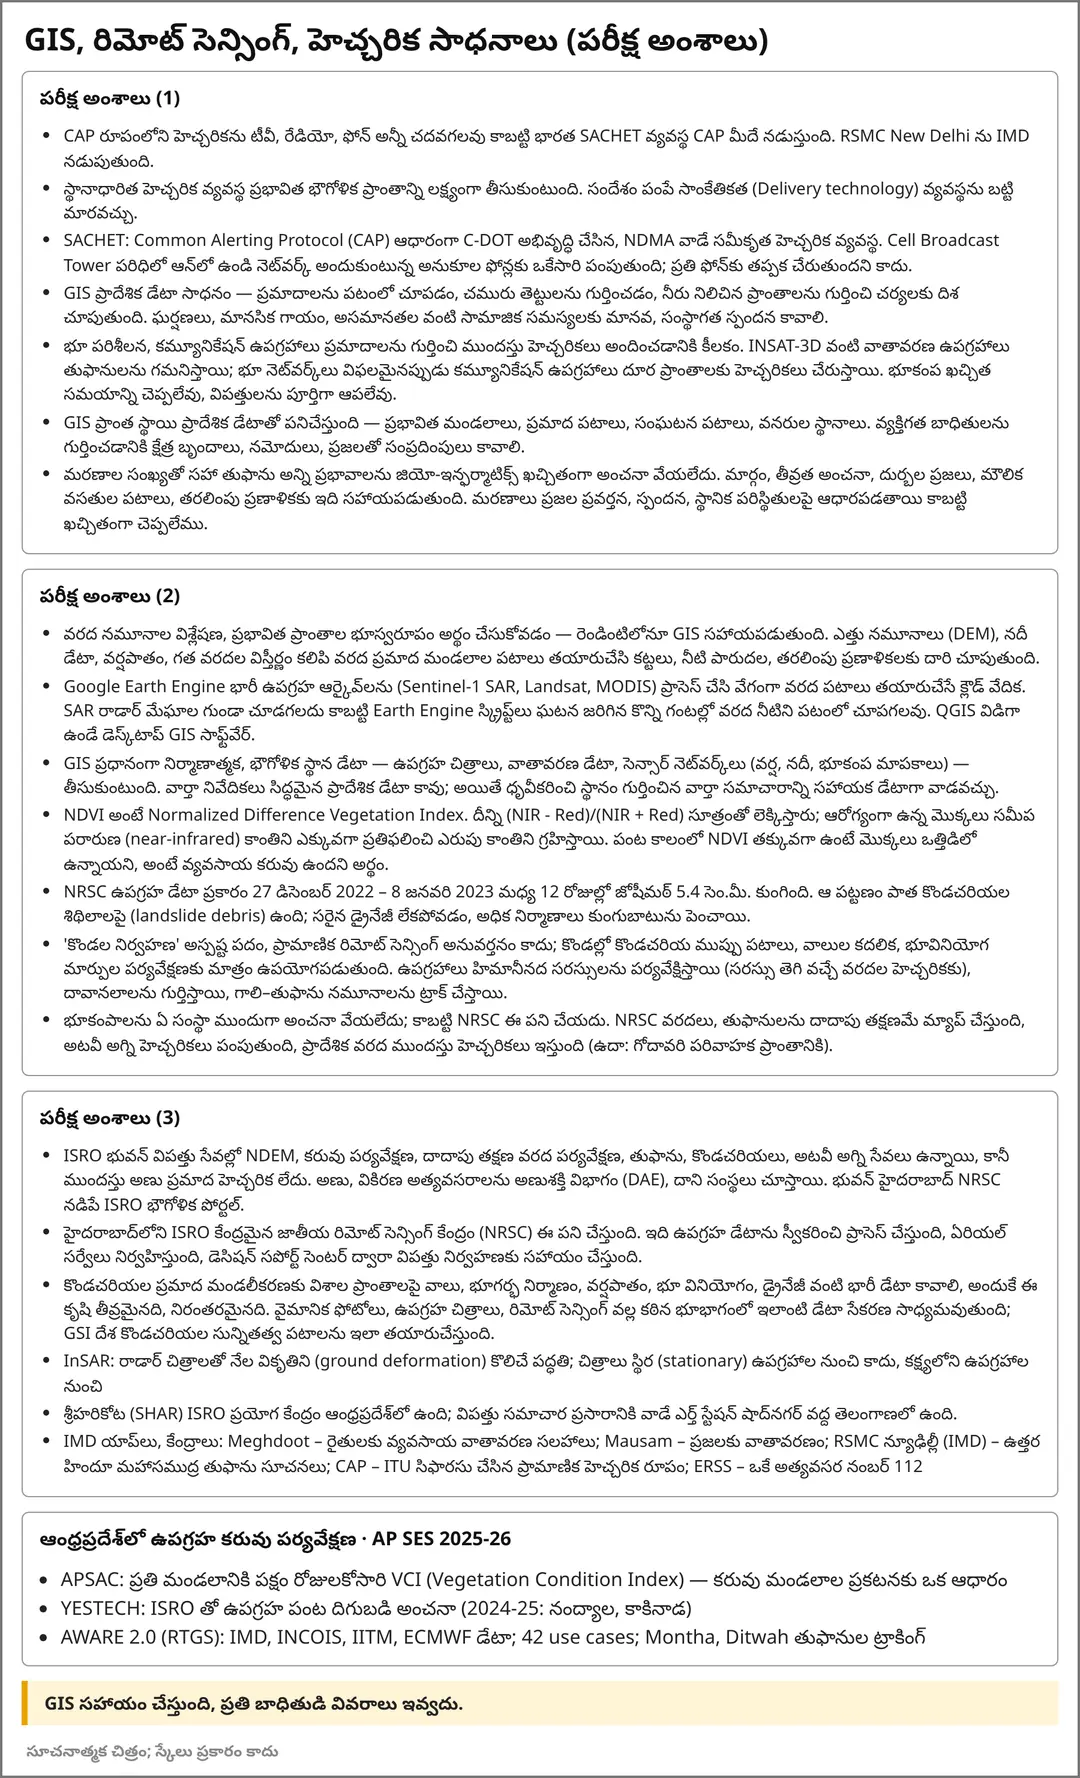 GIS, రిమోట్ సెన్సింగ్, హెచ్చరిక సాధనాలు (పరీక్ష అంశాలు)
పరీక్ష అంశాలు (1)
• CAP రూపంలోని హెచ్చరికను టీవీ, రేడియో, ఫోన్ అన్నీ చదవగలవు కాబట్టి భారత SACHET వ్యవస్థ CAP మీదే నడుస్తుంది. RSMC New Delhi ను IMD
నడుపుతుంది.
• స్థానాధారిత హెచ్చరిక వ్యవస్థ ప్రభావిత భౌగోళిక ప్రాంతాన్ని లక్ష్యంగా తీసుకుంటుంది. సందేశం పంపే సాంకేతికత (Delivery technology) వ్యవస్థను బట్టి
మారవచ్చు.
• SACHET: Common Alerting Protocol (CAP) ఆధారంగా C-DOT అభివృద్ధి చేసిన, NDMA వాడే సమీకృత హెచ్చరిక వ్యవస్థ. Cell Broadcast
Tower పరిధిలో ఆన్‌లో ఉండి నెట్‌వర్క్ అందుకుంటున్న అనుకూల ఫోన్లకు ఒకేసారి పంపుతుంది; ప్రతి ఫోన్‌కు తప్పక చేరుతుందని కాదు.
• GIS ప్రాదేశిక డేటా సాధనం — ప్రమాదాలను పటంలో చూపడం, చమురు తెట్టులను గుర్తించడం, నీరు నిలిచిన ప్రాంతాలను గుర్తించి చర్యలకు దిశ
చూపుతుంది. ఘర్షణలు, మానసిక గాయం, అసమానతల వంటి సామాజిక సమస్యలకు మానవ, సంస్థాగత స్పందన కావాలి.
• భూ పరిశీలన, కమ్యూనికేషన్ ఉపగ్రహాలు ప్రమాదాలను గుర్తించి ముందస్తు హెచ్చరికలు అందించడానికి కీలకం. INSAT-3D వంటి వాతావరణ ఉపగ్రహాలు
తుఫానులను గమనిస్తాయి; భూ నెట్‌వర్క్‌లు విఫలమైనప్పుడు కమ్యూనికేషన్ ఉపగ్రహాలు దూర ప్రాంతాలకు హెచ్చరికలు చేరుస్తాయి. భూకంప ఖచ్చిత
సమయాన్ని చెప్పలేవు, విపత్తులను పూర్తిగా ఆపలేవు.
• GIS ప్రాంత స్థాయి ప్రాదేశిక డేటాతో పనిచేస్తుంది — ప్రభావిత మండలాలు, ప్రమాద పటాలు, సంఘటన పటాలు, వనరుల స్థానాలు. వ్యక్తిగత బాధితులను
గుర్తించడానికి క్షేత్ర బృందాలు, నమోదులు, ప్రజలతో సంప్రదింపులు కావాలి.
• మరణాల సంఖ్యతో సహా తుఫాను అన్ని ప్రభావాలను జియో-ఇన్ఫర్మాటిక్స్ ఖచ్చితంగా అంచనా వేయలేదు. మార్గం, తీవ్రత అంచనా, దుర్బల ప్రజలు, మౌలిక
వసతుల పటాలు, తరలింపు ప్రణాళికకు ఇది సహాయపడుతుంది. మరణాలు ప్రజల ప్రవర్తన, స్పందన, స్థానిక పరిస్థితులపై ఆధారపడతాయి కాబట్టి
ఖచ్చితంగా చెప్పలేము.
పరీక్ష అంశాలు (2)
• వరద నమూనాల విశ్లేషణ, ప్రభావిత ప్రాంతాల భూస్వరూపం అర్థం చేసుకోవడం — రెండింటిలోనూ GIS సహాయపడుతుంది. ఎత్తు నమూనాలు (DEM), నదీ
డేటా, వర్షపాతం, గత వరదల విస్తీర్ణం కలిపి వరద ప్రమాద మండలాల పటాలు తయారుచేసి కట్టలు, నీటి పారుదల, తరలింపు ప్రణాళికలకు దారి చూపుతుంది.
• Google Earth Engine భారీ ఉపగ్రహ ఆర్కైవ్‌లను (Sentinel-1 SAR, Landsat, MODIS) ప్రాసెస్ చేసి వేగంగా వరద పటాలు తయారుచేసే క్లౌడ్ వేదిక.
SAR రాడార్ మేఘాల గుండా చూడగలదు కాబట్టి Earth Engine స్క్రిప్ట్‌లు ఘటన జరిగిన కొన్ని గంటల్లో వరద నీటిని పటంలో చూపగలవు. QGIS విడిగా
ఉండే డెస్క్‌టాప్ GIS సాఫ్ట్‌వేర్.
• GIS ప్రధానంగా నిర్మాణాత్మక, భౌగోళిక స్థాన డేటా — ఉపగ్రహ చిత్రాలు, వాతావరణ డేటా, సెన్సార్ నెట్‌వర్క్‌లు (వర్ష, నదీ, భూకంప మాపకాలు) —
తీసుకుంటుంది. వార్తా నివేదికలు సిద్ధమైన ప్రాదేశిక డేటా కావు; అయితే ధృవీకరించి స్థానం గుర్తించిన వార్తా సమాచారాన్ని సహాయక డేటాగా వాడవచ్చు.
• NDVI అంటే Normalized Difference Vegetation Index. దీన్ని (NIR - Red)/(NIR + Red) సూత్రంతో లెక్కిస్తారు; ఆరోగ్యంగా ఉన్న మొక్కలు సమీప
పరారుణ (near-infrared) కాంతిని ఎక్కువగా ప్రతిఫలించి ఎరుపు కాంతిని గ్రహిస్తాయి. పంట కాలంలో NDVI తక్కువగా ఉంటే మొక్కలు ఒత్తిడిలో
ఉన్నాయని, అంటే వ్యవసాయ కరువు ఉందని అర్థం.
• NRSC ఉపగ్రహ డేటా ప్రకారం 27 డిసెంబర్ 2022 – 8 జనవరి 2023 మధ్య 12 రోజుల్లో జోషీమఠ్ 5.4 సెం.మీ. కుంగింది. ఆ పట్టణం పాత కొండచరియల
శిథిలాలపై (landslide debris) ఉంది; సరైన డ్రైనేజీ లేకపోవడం, అధిక నిర్మాణాలు కుంగుబాటును పెంచాయి.
• 'కొండల నిర్వహణ' అస్పష్ట పదం, ప్రామాణిక రిమోట్ సెన్సింగ్ అనువర్తనం కాదు; కొండల్లో కొండచరియ ముప్పు పటాలు, వాలుల కదలిక, భూవినియోగ
మార్పుల పర్యవేక్షణకు మాత్రం ఉపయోగపడుతుంది. ఉపగ్రహాలు హిమానీనద సరస్సులను పర్యవేక్షిస్తాయి (సరస్సు తెగి వచ్చే వరదల హెచ్చరికకు),
దావానలాలను గుర్తిస్తాయి, గాలి–తుఫాను నమూనాలను ట్రాక్ చేస్తాయి.
• భూకంపాలను ఏ సంస్థా ముందుగా అంచనా వేయలేదు; కాబట్టి NRSC ఈ పని చేయదు. NRSC వరదలు, తుఫానులను దాదాపు తక్షణమే మ్యాప్ చేస్తుంది,
అటవీ అగ్ని హెచ్చరికలు పంపుతుంది, ప్రాదేశిక వరద ముందస్తు హెచ్చరికలు ఇస్తుంది (ఉదా: గోదావరి పరివాహక ప్రాంతానికి).
పరీక్ష అంశాలు (3)
• ISRO భువన్ విపత్తు సేవల్లో NDEM, కరువు పర్యవేక్షణ, దాదాపు తక్షణ వరద పర్యవేక్షణ, తుఫాను, కొండచరియలు, అటవీ అగ్ని సేవలు ఉన్నాయి, కానీ
ముందస్తు అణు ప్రమాద హెచ్చరిక లేదు. అణు, వికిరణ అత్యవసరాలను అణుశక్తి విభాగం (DAE), దాని సంస్థలు చూస్తాయి. భువన్ హైదరాబాద్ NRSC
నడిపే ISRO భౌగోళిక పోర్టల్.
• హైదరాబాద్‌లోని ISRO కేంద్రమైన జాతీయ రిమోట్ సెన్సింగ్ కేంద్రం (NRSC) ఈ పని చేస్తుంది. ఇది ఉపగ్రహ డేటాను స్వీకరించి ప్రాసెస్ చేస్తుంది, ఏరియల్
సర్వేలు నిర్వహిస్తుంది, డెసిషన్ సపోర్ట్ సెంటర్ ద్వారా విపత్తు నిర్వహణకు సహాయం చేస్తుంది.
• కొండచరియల ప్రమాద మండలీకరణకు విశాల ప్రాంతాలపై వాలు, భూగర్భ నిర్మాణం, వర్షపాతం, భూ వినియోగం, డ్రైనేజీ వంటి భారీ డేటా కావాలి, అందుకే ఈ
కృషి తీవ్రమైనది, నిరంతరమైనది. వైమానిక ఫోటోలు, ఉపగ్రహ చిత్రాలు, రిమోట్ సెన్సింగ్ వల్ల కఠిన భూభాగంలో ఇలాంటి డేటా సేకరణ సాధ్యమవుతుంది;
GSI దేశ కొండచరియల సున్నితత్వ పటాలను ఇలా తయారుచేస్తుంది.
• InSAR: రాడార్ చిత్రాలతో నేల వికృతిని (ground deformation) కొలిచే పద్ధతి; చిత్రాలు స్థిర (stationary) ఉపగ్రహాల నుంచి కాదు, కక్ష్యలోని ఉపగ్రహాల
నుంచి
• శ్రీహరికోట (SHAR) ISRO ప్రయోగ కేంద్రం ఆంధ్రప్రదేశ్‌లో ఉంది; విపత్తు సమాచార ప్రసారానికి వాడే ఎర్త్ స్టేషన్ షాద్‌నగర్ వద్ద తెలంగాణలో ఉంది.
• IMD యాప్‌లు, కేంద్రాలు: Meghdoot – రైతులకు వ్యవసాయ వాతావరణ సలహాలు; Mausam – ప్రజలకు వాతావరణం; RSMC న్యూఢిల్లీ (IMD) – ఉత్తర
హిందూ మహాసముద్ర తుఫాను సూచనలు; CAP – ITU సిఫారసు చేసిన ప్రామాణిక హెచ్చరిక రూపం; ERSS – ఒకే అత్యవసర నంబర్ 112
ఆంధ్రప్రదేశ్‌లో ఉపగ్రహ కరువు పర్యవేక్షణ · AP SES 2025-26
• APSAC: ప్రతి మండలానికి పక్షం రోజులకోసారి VCI (Vegetation Condition Index) — కరువు మండలాల ప్రకటనకు ఒక ఆధారం
• YESTECH: ISRO తో ఉపగ్రహ పంట దిగుబడి అంచనా (2024-25: నంద్యాల, కాకినాడ)
• AWARE 2.0 (RTGS): IMD, INCOIS, IITM, ECMWF డేటా; 42 use cases; Montha, Ditwah తుఫానుల ట్రాకింగ్
GIS సహాయం చేస్తుంది, ప్రతి బాధితుడి వివరాలు ఇవ్వదు.
సూచనాత్మక చిత్రం; స్కేలు ప్రకారం కాదు